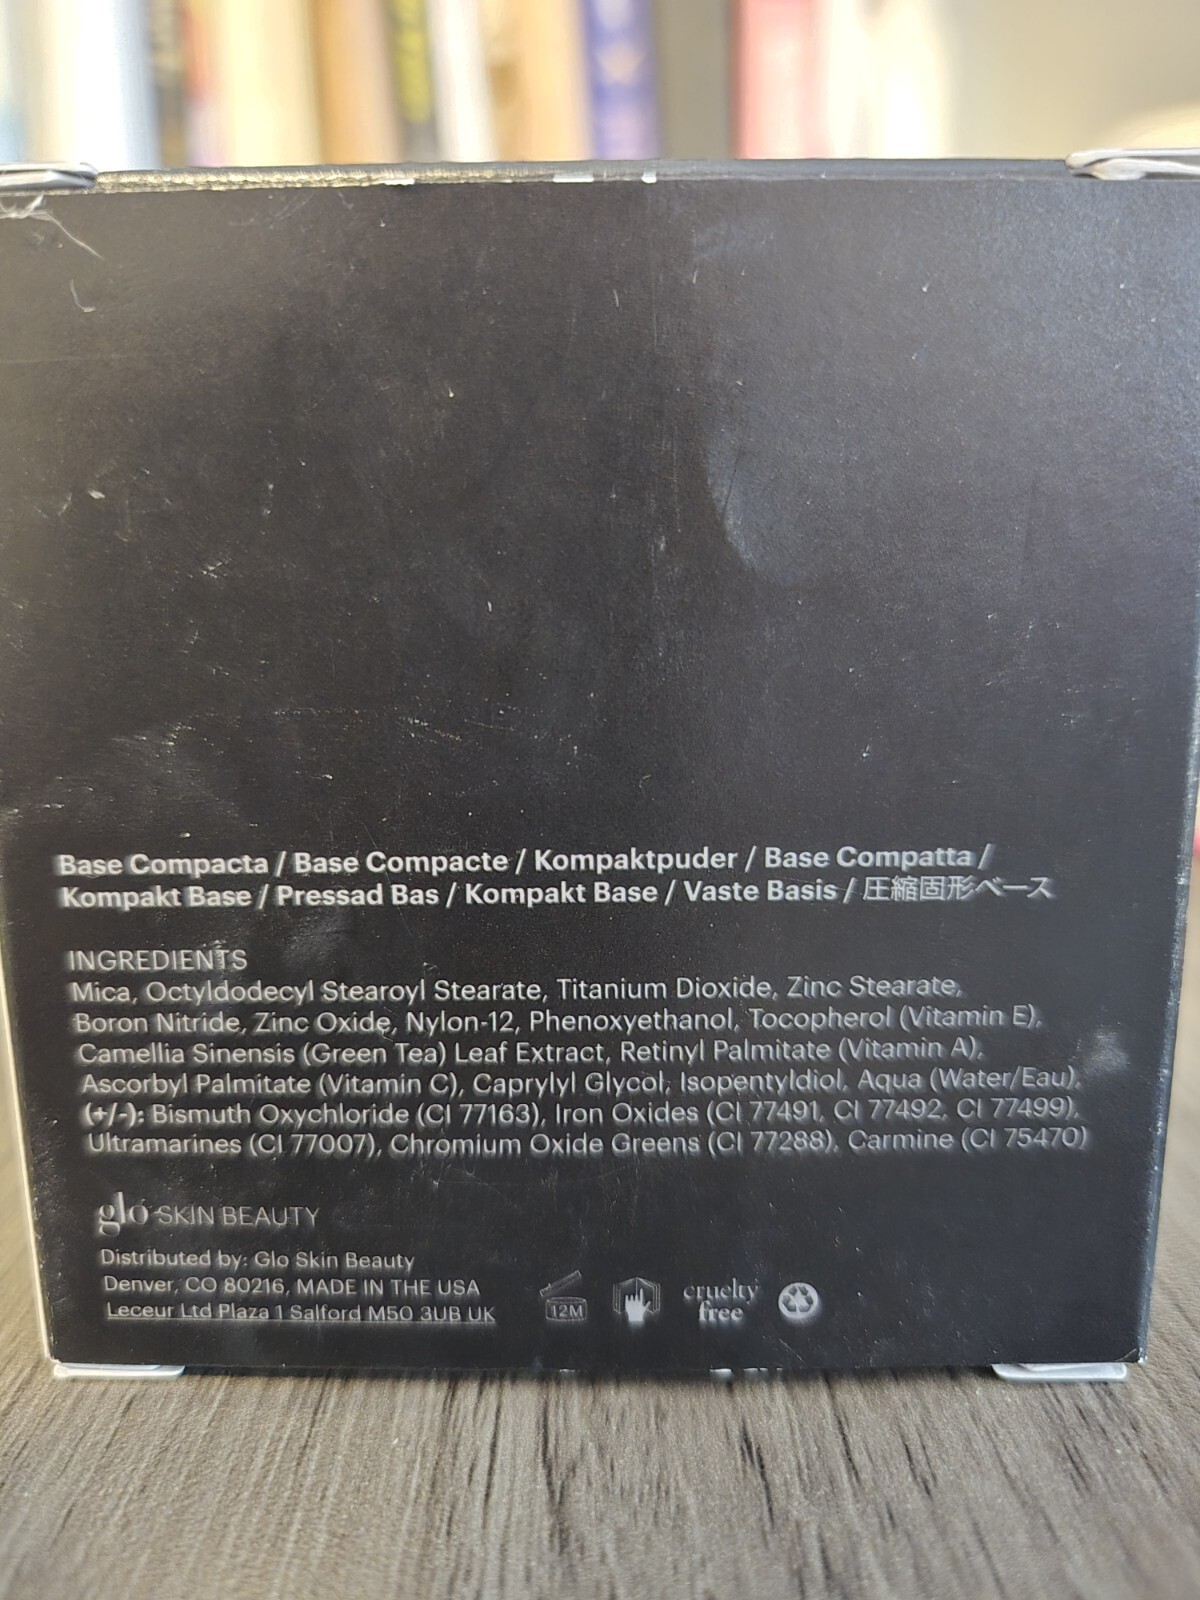 Base Compacta / Base Compacte / Kompaktpuder / Base Compatta /
Kompakt Base / Pressad Bas / Kompakt Base / Vaste Basis / 圧縮固形ベース
INGREDIENTS
Mica, Octyldodecyl Stearoyl Stearate, Titanium Dioxide, Zinc Stearate,
Boron Nitride, Zinc Oxide, Nylon-12, Phenoxyethanol, Tocopherol (Vitamin E),
Camellia Sinensis (Green Tea) Leaf Extract, Retinyl Palmitate (Vitamin A),
Ascorbyl Palmitate (Vitamin C), Caprylyl Glycol, Isopentyldiol, Aqua (Water/Eau),
(+/-): Bismuth Oxychloride (CI 77163), Iron Oxides (CI 77491, CI 77492, CI 77499),
Ultramarines (CI 77007), Chromium Oxide Greens (CI 77288), Carmine (CI 75470)
glo SKIN BEAUTY
Distributed by: Glo Skin Beauty
Denver, CO 80216, MADE IN THE USA
Leceur Ltd Plaza 1 Salford M50 3UB UK
12M
cruelty
free